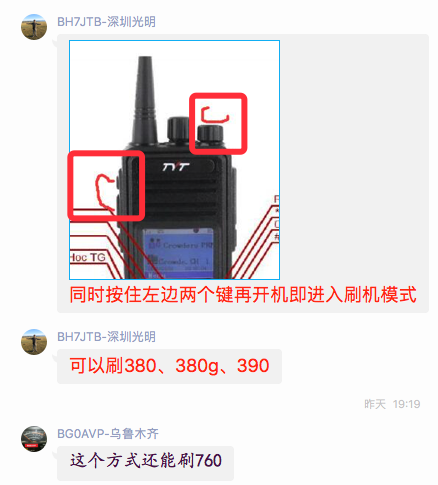 BH7JTB-深圳光明
TYT
Hoc TG
同时按住左边两个键再开机即进入刷机模式
BH7JTB-深圳光明
可以刷380、380g、390
昨天 19:19
BG0AVP-乌鲁木齐
这个方式还能刷760